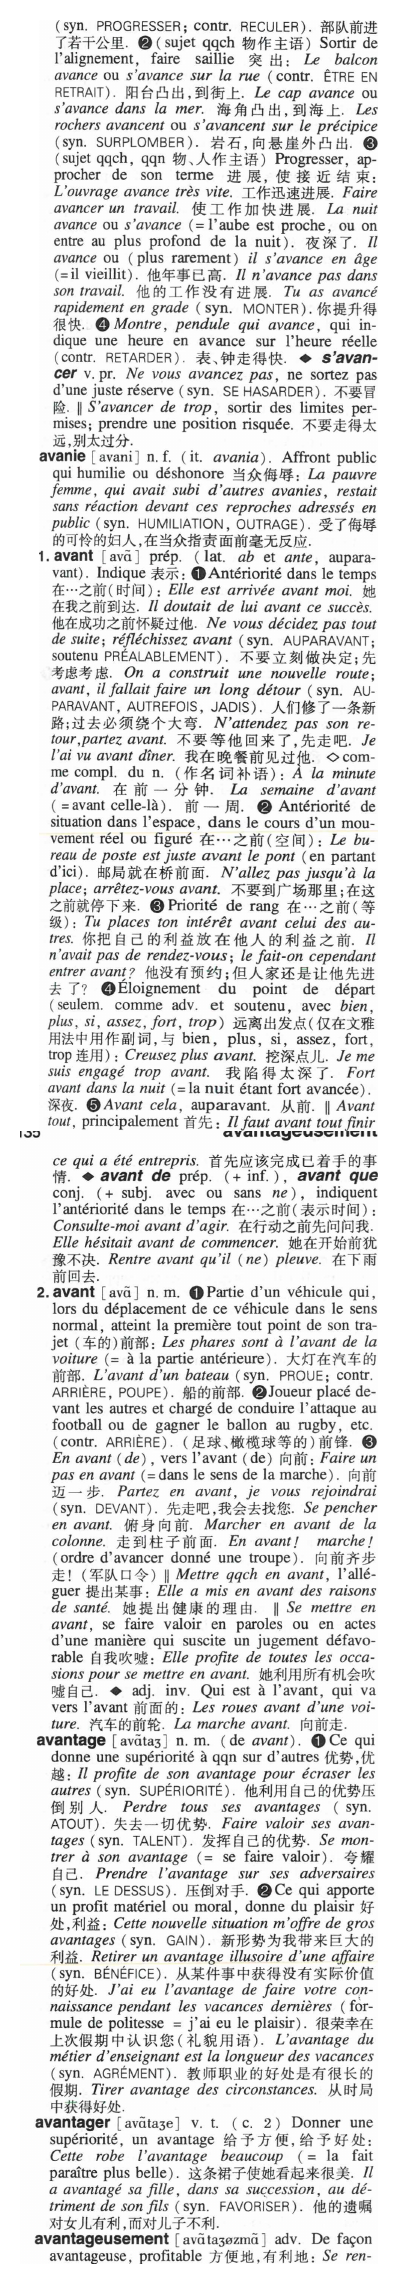 (syn. PROGRESSER; contr. RECULER). 部队前进
了若干公里. ❷ (sujet qqch 物作主语) Sortir de
l'alignement, faire saillie 突出: Le balcon
avance ou s'avance sur la rue (contr. ÊTRE EN
RETRAIT). 阳台凸出,到街上. Le cap avance ou
s'avance dans la mer. 海角凸出,到海上. Les
rochers avancent ou s'avancent sur le précipice
(syn. SURPLOMBER). 岩石,向悬崖外凸出. ❸
(sujet qqch, qqn 物、人作主语) Progresser, ap-
procher de son terme 进展, 使接近结束:
L'ouvrage avance très vite. 工作迅速进展. Faire
avancer un travail. 使工作加快进展. La nuit
avance ou s'avance (= l'aube est proche, ou on
entre au plus profond de la nuit). 夜深了. Il
avance ou (plus rarement) il s'avance en âge
(=il vieillit). 他年事已高. Il n'avance pas dans
son travail. 他的工作没有进展. Tu as avancé
rapidement en grade (syn. MONTER). 你提升得
很快. ❹ Montre, pendule qui avance, qui in-
dique une heure en avance sur l'heure réelle
(contr. RETARDER). 表、钟走得快. ◆ s'avan-
cer v. pr. Ne vous avancez pas, ne sortez pas
d'une juste réserve (syn. SE HASARDER). 不要冒
险. ‖ S'avancer de trop, sortir des limites per-
mises; prendre une position risquée. 不要走得太
远,别太过分.
avanie [avani] n. f. (it. avania). Affront public
qui humilie ou déshonore 当众侮辱: La pauvre
femme, qui avait subi d'autres avanies, restait
sans réaction devant ces reproches adressés en
public (syn. HUMILIATION, OUTRAGE). 受了侮辱
的可怜的妇人,在当众指责面前毫无反应.
1. avant [avɑ̃] prép. (lat. ab et ante, aupara-
vant). Indique 表示: ❶ Antériorité dans le temps
在…之前(时间): Elle est arrivée avant moi. 她
在我之前到达. Il doutait de lui avant ce succès.
他在成功之前怀疑过他. Ne vous décidez pas tout
de suite; réfléchissez avant (syn. AUPARAVANT;
soutenu PRÉALABLEMENT). 不要立刻做决定;先
考虑考虑. On a construit une nouvelle route;
avant, il fallait faire un long détour (syn. AU-
PARAVANT, AUTREFOIS, JADIS). 人们修了一条新
路;过去必须绕个大弯. N'attendez pas son re-
tour,partez avant. 不要等他回来了,先走吧. Je
l'ai vu avant dîner. 我在晚餐前见过他. ◇ com-
me compl. du n. (作名词补语): À la minute
d'avant. 在前一分钟. La semaine d'avant
(=avant celle-là). 前一周. ❷ Antériorité de
situation dans l'espace, dans le cours d'un mou-
vement réel ou figuré 在…之前(空间): Le bu-
reau de poste est juste avant le pont (en partant
d'ici). 邮局就在桥前面. N'allez pas jusqu'à la
place; arrêtez-vous avant. 不要到广场那里;在这
之前就停下来. ❸ Priorité de rang 在…之前(等
级): Tu places ton intérêt avant celui des au-
tres. 你把自己的利益放在他人的利益之前. Il
n'avait pas de rendez-vous; le fait-on cependant
entrer avant? 他没有预约;但人家还是让他先进
去了? ❹ Éloignement du point de départ
(seulem. comme adv. et soutenu, avec bien,
plus, si, assez, fort, trop) 远离出发点(仅在文雅
用法中用作副词,与 bien, plus, si, assez, fort,
trop 连用): Creusez plus avant. 挖深点儿. Je me
suis engagé trop avant. 我陷得太深了. Fort
avant dans la nuit (=la nuit étant fort avancée).
深夜. ❺ Avant cela, auparavant. 从前. ‖ Avant
tout, principalement 首先: Il faut avant tout finir
135 avantageusement
ce qui a été entrepris. 首先应该完成已着手的事
情. ◆ avant de prép. (+ inf.), avant que
conj. (+ subj. avec ou sans ne), indiquent
l'antériorité dans le temps 在…之前(表示时间):
Consulte-moi avant d'agir. 在行动之前先问问我.
Elle hésitait avant de commencer. 她在开始前犹
豫不决. Rentre avant qu'il (ne) pleuve. 在下雨
前回去.
2. avant [avɑ̃] n. m. ❶ Partie d'un véhicule qui,
lors du déplacement de ce véhicule dans le sens
normal, atteint la première tout point de son tra-
jet (车的)前部: Les phares sont à l'avant de la
voiture (= à la partie antérieure). 大灯在汽车的
前部. L'avant d'un bateau (syn. PROUE; contr.
ARRIÈRE, POUPE). 船的前部. ❷ Joueur placé de-
vant les autres et chargé de conduire l'attaque au
football ou de gagner le ballon au rugby, etc.
(contr. ARRIÈRE). (足球、橄榄球等的)前锋. ❸
En avant (de), vers l'avant (de) 向前: Faire un
pas en avant (=dans le sens de la marche). 向前
迈一步. Partez en avant, je vous rejoindrai
(syn. DEVANT). 先走吧,我会去找您. Se pencher
en avant. 俯身向前. Marcher en avant de la
colonne. 走到柱子前面. En avant! marche!
(ordre d'avancer donné une troupe). 向前齐步
走! (军队口令) ‖ Mettre qqch en avant, l'allé-
guer 提出某事: Elle a mis en avant des raisons
de santé. 她提出健康的理由. ‖ Se mettre en
avant, se faire valoir en paroles ou en actes
d'une manière qui suscite un jugement défavo-
rable 自我吹嘘: Elle profite de toutes les occa-
sions pour se mettre en avant. 她利用所有机会吹
嘘自己. ◆ adj. inv. Qui est à l'avant, qui va
vers l'avant 前面的: Les roues avant d'une voi-
ture. 汽车的前轮. La marche avant. 向前走.
avantage [avɑ̃taʒ] n. m. (de avant). ❶ Ce qui
donne une supériorité à qqn sur d'autres 优势,优
越: Il profite de son avantage pour écraser les
autres (syn. SUPÉRIORITÉ). 他利用自己的优势压
倒别人. Perdre tous ses avantages (syn.
ATOUT). 失去一切优势. Faire valoir ses avan-
tages (syn. TALENT). 发挥自己的优势. Se mon-
trer à son avantage (= se faire valoir). 夸耀
自己. Prendre l'avantage sur ses adversaires
(syn. LE DESSUS). 压倒对手. ❷ Ce qui apporte
un profit matériel ou moral, donne du plaisir 好
处,利益: Cette nouvelle situation m'offre de gros
avantages (syn. GAIN). 新形势为我带来巨大的
利益. Retirer un avantage illusoire d'une affaire
(syn. BÉNÉFICE). 从某件事中获得没有实际价值
的好处. J'ai eu l'avantage de faire votre con-
naissance pendant les vacances dernières (for-
mule de politesse = j'ai eu le plaisir). 很荣幸在
上次假期中认识您(礼貌用语). L'avantage du
métier d'enseignant est la longueur des vacances
(syn. AGRÉMENT). 教师职业的好处是有很长的
假期. Tirer avantage des circonstances. 从时局
中获得好处.
avantager [avɑ̃taʒe] v. t. (c. 2) Donner une
supériorité, un avantage 给予方便,给予好处:
Cette robe l'avantage beaucoup (= la fait
paraître plus belle). 这条裙子使她看起来很美. Il
a avantagé sa fille, dans sa succession, au dé-
triment de son fils (syn. FAVORISER). 他的遗嘱
对女儿有利,而对儿子不利.
avantageusement [avɑ̃taʒøzmɑ̃] adv. De façon
avantageuse, profitable 方便地,有利地: Se ren-